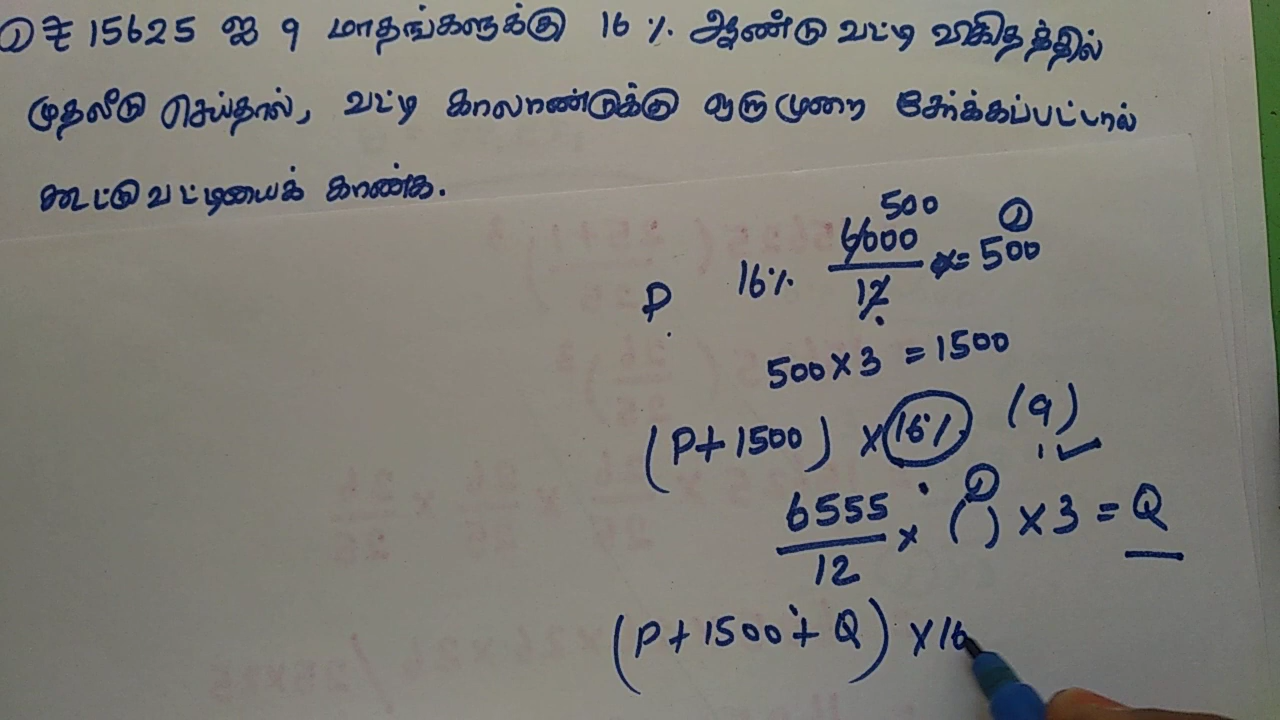 ① ₹ 15625 ஐ 9 மாதங்களுக்கு 16 % ஆண்டு வட்டி விகிதத்தில்
முதலீடு செய்தால், வட்டி காலாண்டுக்கு ஒரு முறை சேர்க்கப்பட்டால்
கூட்டு வட்டியைக் காண்க.
500
P 16% 6000/12 = 500 ①
500 × 3 = 1500
(P + 1500) × 16% (9)
6555/12 × ( ) × 3 = Q
(P + 1500 + Q) × 16